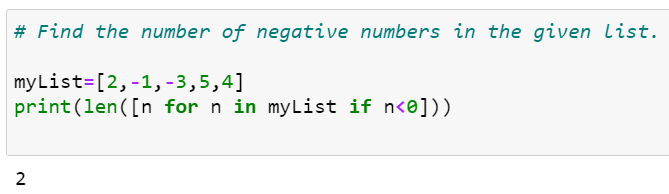 # Find the number of negative numbers in the given list.
myList=[2,-1,-3,5,4]
print(len([n for n in myList if n<0]))
2